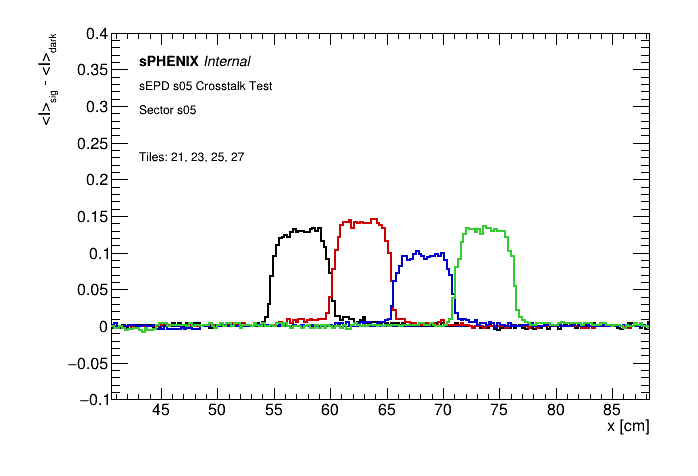 0.4
0.35
0.3
0.25
0.2
0.15
0.1
0.05
0
−0.05
−0.1
<I>sig - <I>dark
sPHENIX Internal
sEPD s05 Crosstalk Test
Sector s05
Tiles: 21, 23, 25, 27
45 50 55 60 65 70 75 80 85
x [cm]